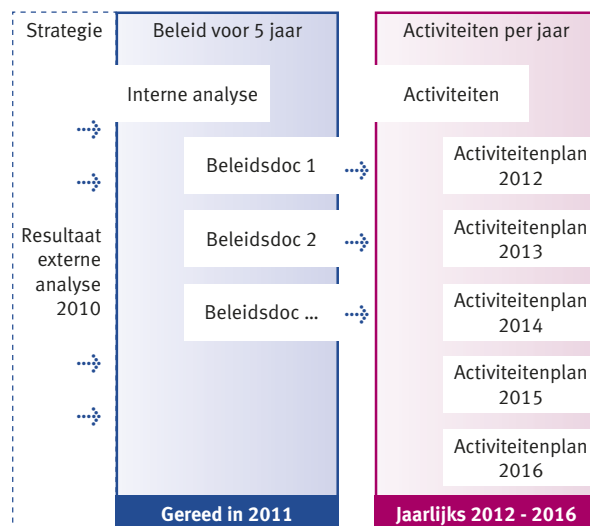 Strategie
Resultaat
externe
analyse
2010
Beleid voor 5 jaar
Interne analyse
Beleidsdoc 1
Beleidsdoc 2
Beleidsdoc ...
Gereed in 2011
Activiteiten per jaar
Activiteiten
Activiteitenplan
2012
Activiteitenplan
2013
Activiteitenplan
2014
Activiteitenplan
2015
Activiteitenplan
2016
Jaarlijks 2012 - 2016